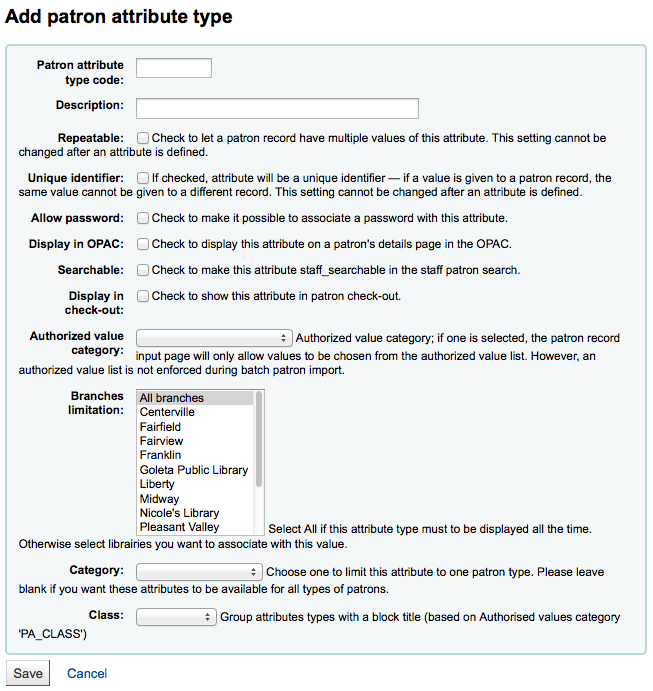 Add patron attribute type
Patron attribute
type code:
Description:
Repeatable: Check to let a patron record have multiple values of this attribute. This setting cannot be
changed after an attribute is defined.
Unique identifier: If checked, attribute will be a unique identifier — if a value is given to a patron record, the
same value cannot be given to a different record. This setting cannot be changed after an attribute is defined.
Allow password: Check to make it possible to associate a password with this attribute.
Display in OPAC: Check to display this attribute on a patron's details page in the OPAC.
Searchable: Check to make this attribute staff_searchable in the staff patron search.
Display in
check-out: Check to show this attribute in patron check-out.
Authorized value
category: Authorized value category; if one is selected, the patron record
input page will only allow values to be chosen from the authorized value list. However, an
authorized value list is not enforced during batch patron import.
Branches
limitation:
All branches
Centerville
Fairfield
Fairview
Franklin
Goleta Public Library
Liberty
Midway
Nicole's Library
Pleasant Valley
Select All if this attribute type must to be displayed all the time.
Otherwise select librairies you want to associate with this value.
Category: Choose one to limit this attribute to one patron type. Please leave
blank if you want these attributes to be available for all types of patrons.
Class: Group attributes types with a block title (based on Authorised values category
'PA_CLASS')
Save Cancel